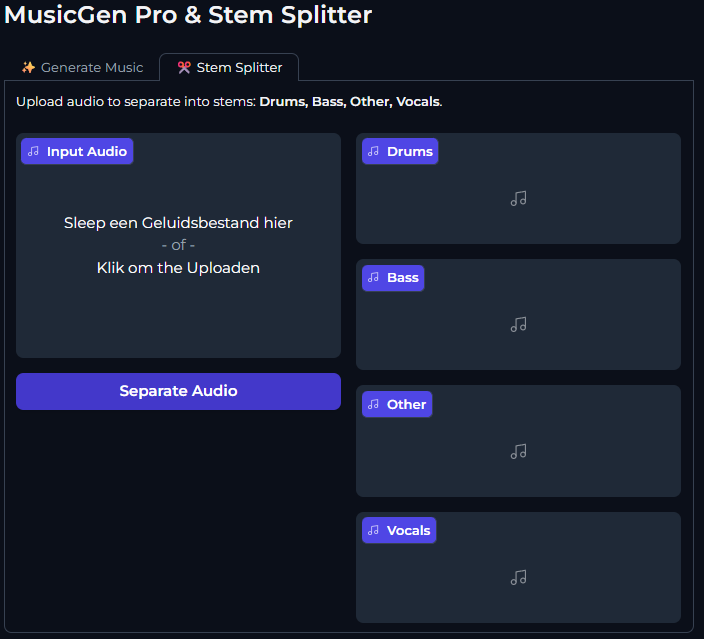 MusicGen Pro & Stem Splitter
✨ Generate Music
✂️ Stem Splitter
Upload audio to separate into stems: Drums, Bass, Other, Vocals.
Input Audio
Sleep een Geluidsbestand hier
- of -
Klik om the Uploaden
Separate Audio
Drums
Bass
Other
Vocals